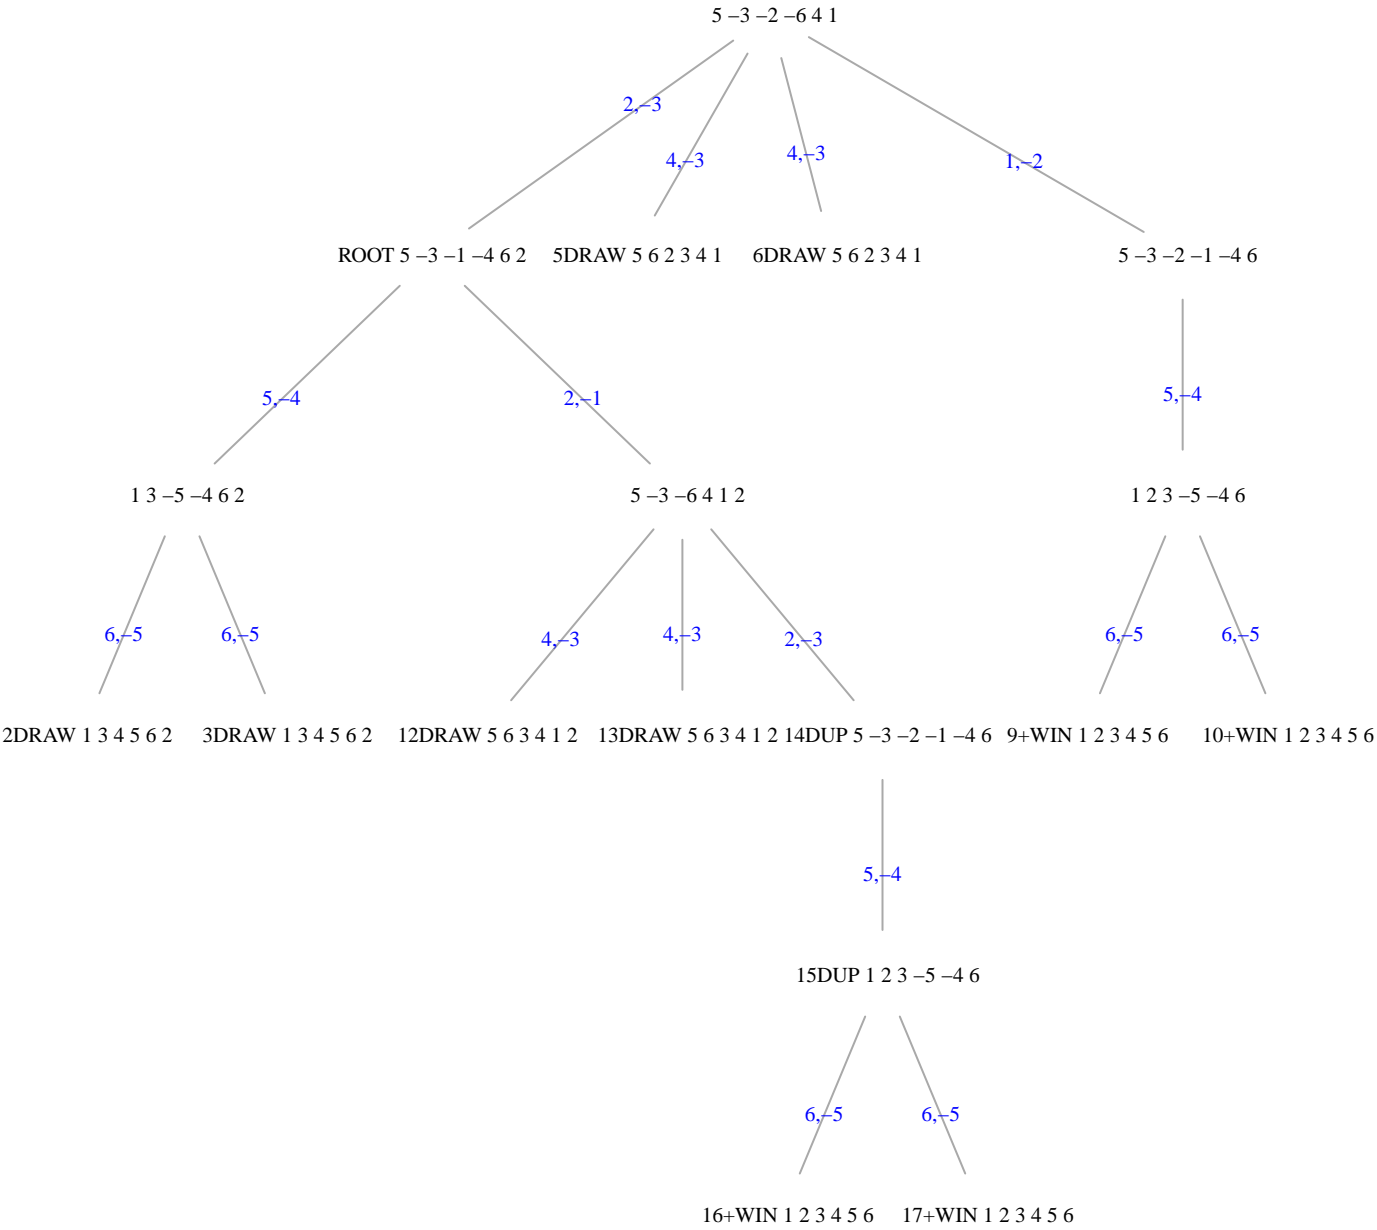 5 –3 –2 –6 4 1
2,–3
4,–3
4,–3
1,–2
ROOT 5 –3 –1 –4 6 2
5DRAW 5 6 2 3 4 1
6DRAW 5 6 2 3 4 1
5 –3 –2 –1 –4 6
5,–4
2,–1
5,–4
1 3 –5 –4 6 2
5 –3 –6 4 1 2
1 2 3 –5 –4 6
6,–5
6,–5
4,–3
4,–3
2,–3
6,–5
6,–5
2DRAW 1 3 4 5 6 2
3DRAW 1 3 4 5 6 2
12DRAW 5 6 3 4 1 2
13DRAW 5 6 3 4 1 2
14DUP 5 –3 –2 –1 –4 6
9+WIN 1 2 3 4 5 6
10+WIN 1 2 3 4 5 6
5,–4
15DUP 1 2 3 –5 –4 6
6,–5
6,–5
16+WIN 1 2 3 4 5 6
17+WIN 1 2 3 4 5 6